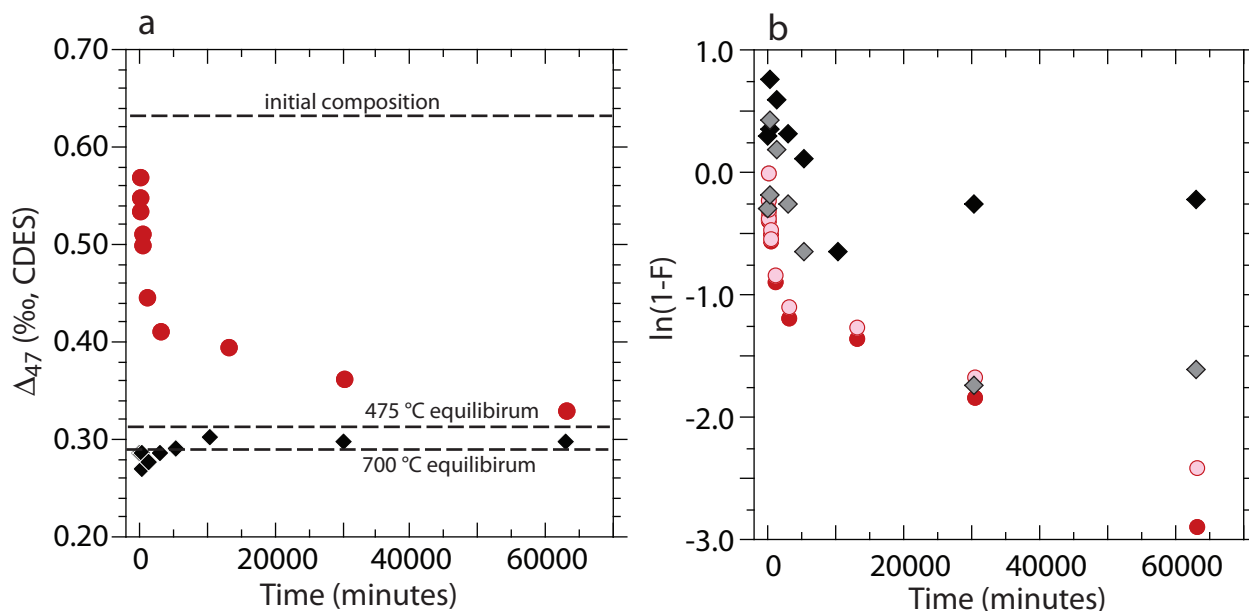 a
0.70
0.60
0.50
0.40
0.30
0.20
Δ47 (‰, CDES)
initial composition
475 °C equilibirum
700 °C equilibirum
0
20000
40000
60000
Time (minutes)
b
1.0
0.0
-1.0
-2.0
-3.0
ln(1-F)
0
20000
40000
60000
Time (minutes)